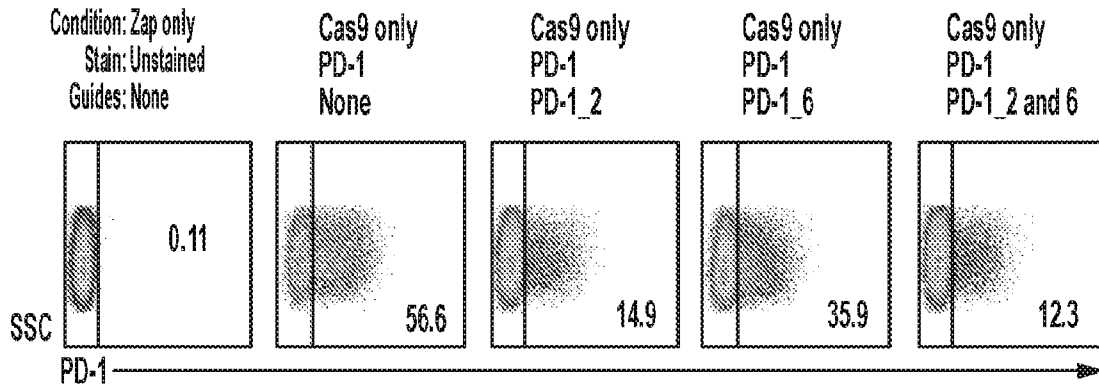 Condition: Zap only
Stain: Unstained
Guides: None
Cas9 only
PD-1
None
Cas9 only
PD-1
PD-1_2
Cas9 only
PD-1
PD-1_6
Cas9 only
PD-1
PD-1_2 and 6
0.11
56.6
14.9
35.9
12.3
SSC
PD-1